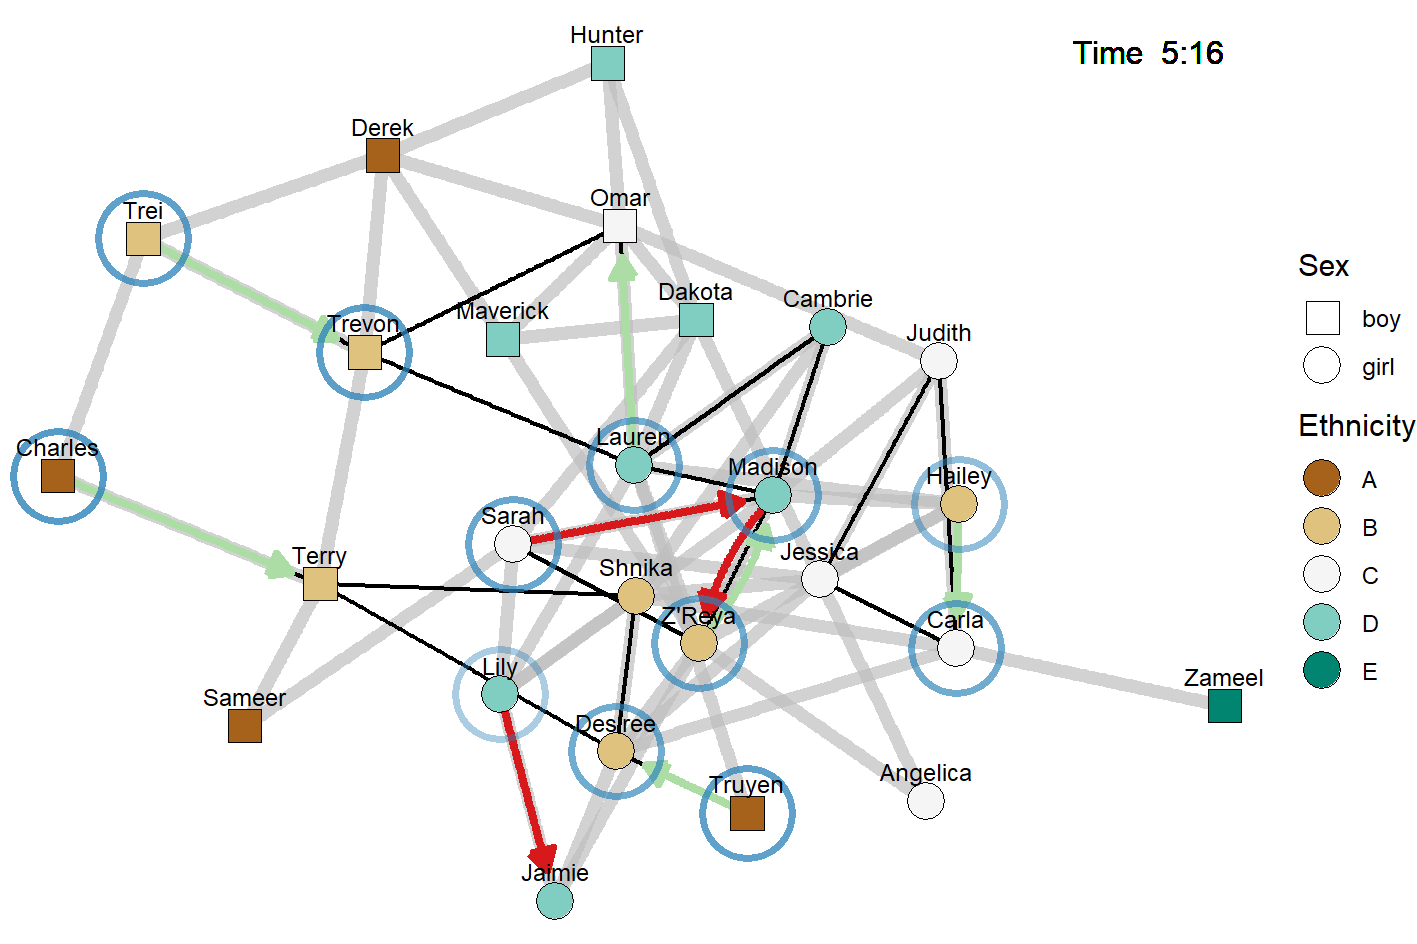 Hunter
Time 5:16
Derek
Omar
Trei
Dakota
Cambrie
Maverick
Trevon
Judith
Sex
boy
girl
Lauren
Charles
Madison
Hailey
Ethnicity
A
B
C
D
E
Sarah
Jessica
Terry
Shnika
Z'Reya
Carla
Lily
Zameel
Sameer
Desiree
Angelica
Truyen
Jaimie